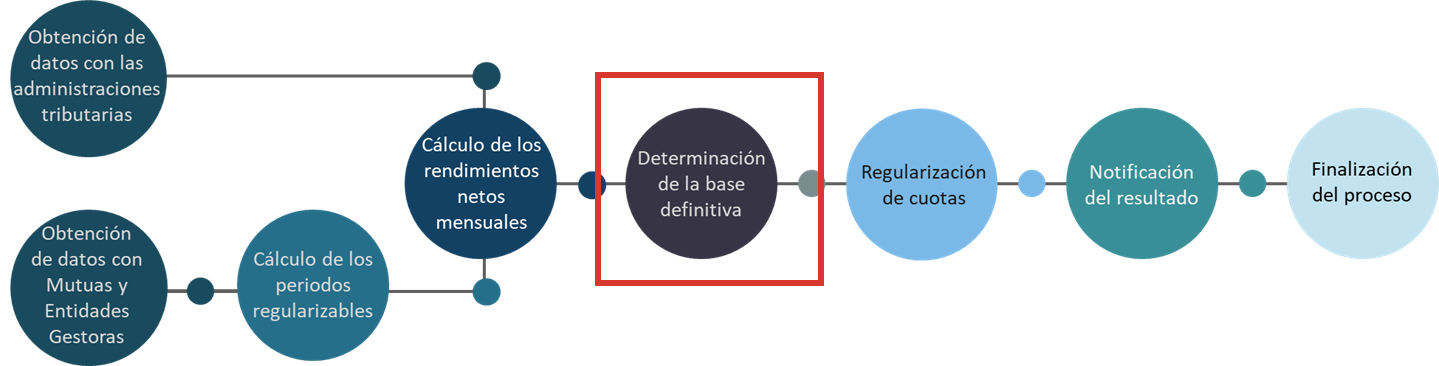 Obtención de
datos con las
administraciones
tributarias
Obtención
de datos con
Mutuas y
Entidades
Gestoras
Cálculo de los
periodos
regularizables
Cálculo de los
rendimientos
netos
mensuales
Determinación
de la base
definitiva
Regularización
de cuotas
Notificación
del resultado
Finalización
del proceso